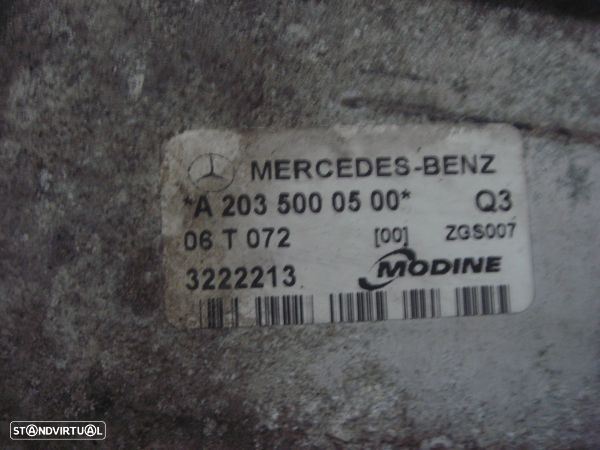 MERCEDES-BENZ
*A 203 500 05 00* Q3
06 T 072 [00] ZGS007
3222213 MODINE
STANDVIRTUAL